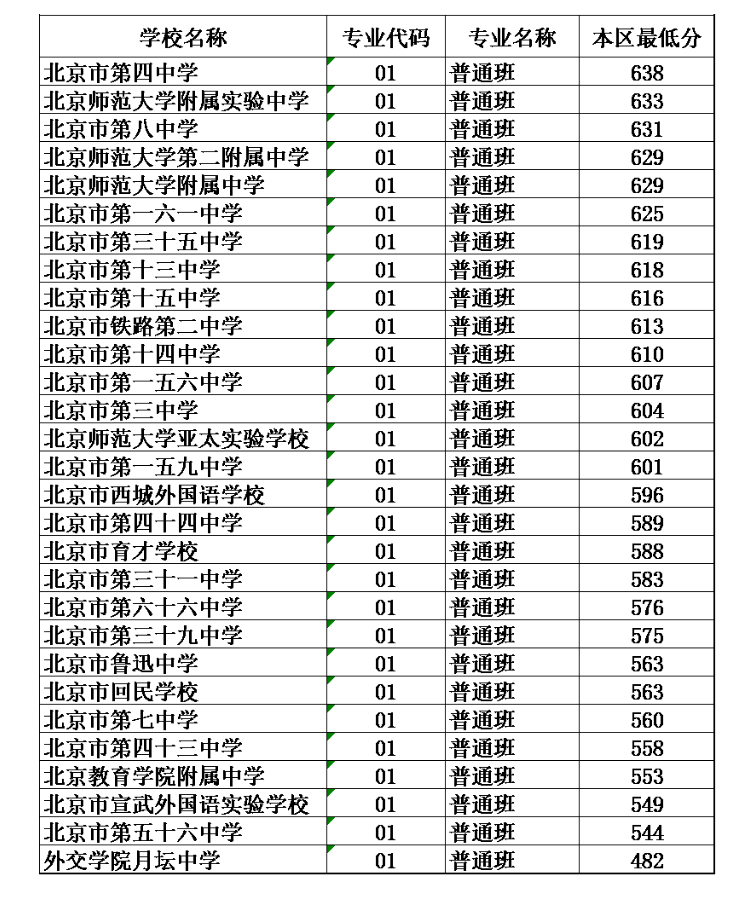 学校名称 专业代码 专业名称 本区最低分
北京市第四中学 01 普通班 638
北京师范大学附属实验中学 01 普通班 633
北京市第八中学 01 普通班 631
北京师范大学第二附属中学 01 普通班 629
北京师范大学附属中学 01 普通班 629
北京市第一六一中学 01 普通班 625
北京市第三十五中学 01 普通班 619
北京市第十三中学 01 普通班 618
北京市第十五中学 01 普通班 616
北京市铁路第二中学 01 普通班 613
北京市第十四中学 01 普通班 610
北京市第一五六中学 01 普通班 607
北京市第三中学 01 普通班 604
北京师范大学亚太实验学校 01 普通班 602
北京市第一五九中学 01 普通班 601
北京市西城外国语学校 01 普通班 596
北京市第四十四中学 01 普通班 589
北京市育才学校 01 普通班 588
北京市第三十一中学 01 普通班 583
北京市第六十六中学 01 普通班 576
北京市第三十九中学 01 普通班 575
北京市鲁迅中学 01 普通班 563
北京市回民学校 01 普通班 563
北京市第七中学 01 普通班 560
北京市第四十三中学 01 普通班 558
北京教育学院附属中学 01 普通班 553
北京市宣武外国语实验学校 01 普通班 549
北京市第五十六中学 01 普通班 544
外交学院月坛中学 01 普通班 482